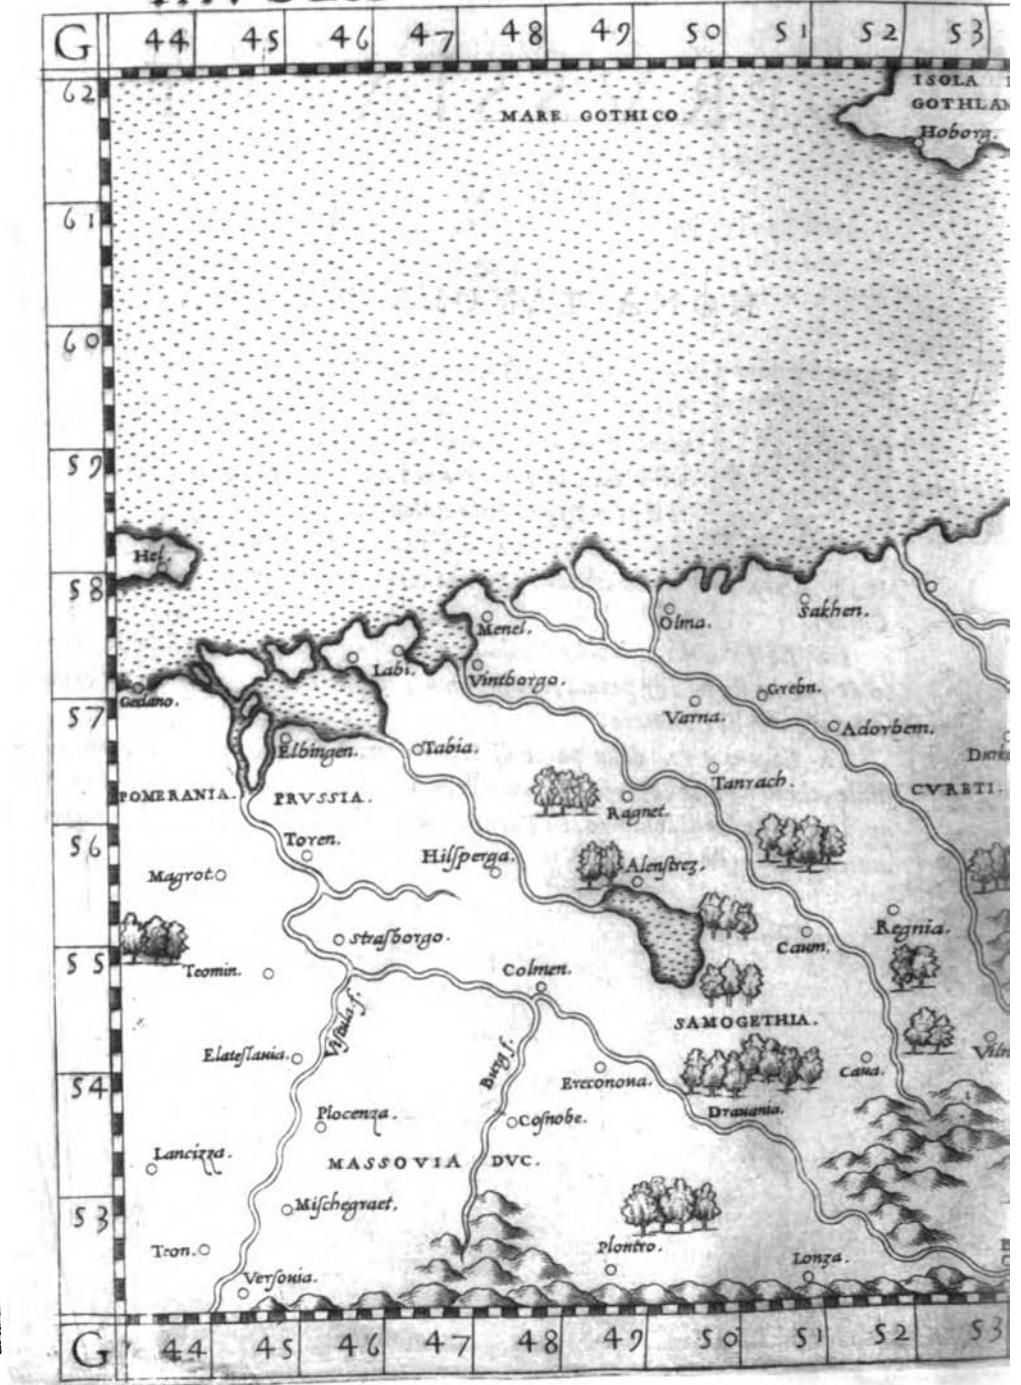 G 44 45 46 47 48 49 50 51 52 53
62
61
60
59
58
57
56
55
54
53
MARE GOTHICO
ISOLA
GOTHLAN
Hoborg.
Hel.
Menel.
Olma.
Sakhen.
Labi.
Vintborgo.
Gedano.
Grebn.
Varna.
Adorbem.
Elbingen.
Tabia.
Tanrach.
POMERANIA.
PRVSSIA.
Ragnet.
CVRETI.
Toren.
Hilſperga.
Alenſtrez.
Magrot.
Regnia.
Straſborgo.
Caum.
Teomin.
Colmen.
SAMOGETHIA.
Viſtula f.
Burg f.
Elateſlauia.
Ereconoua.
Caua.
Plocenza.
Coſnobe.
Drauania.
Lancizza.
MASSOVIA DVC.
Miſchegraet.
Tron.
Plontro.
Lonza.
Verſouia.
G 44 45 46 47 48 49 50 51 52 53